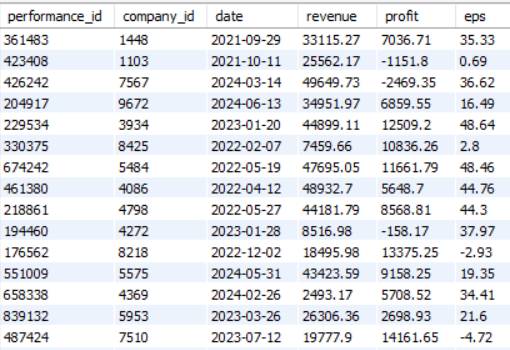 performance_id company_id date revenue profit eps
361483 1448 2021-09-29 33115.27 7036.71 35.33
423408 1103 2021-10-11 25562.17 -1151.8 0.69
426242 7567 2024-03-14 49649.73 -2469.35 36.62
204917 9672 2024-06-13 34951.97 6859.55 16.49
229534 3934 2023-01-20 44899.11 12509.2 48.64
330375 8425 2022-02-07 7459.66 10836.26 2.8
674242 5484 2022-05-19 47695.05 11661.79 48.46
461380 4086 2022-04-12 48932.7 5648.7 44.76
218861 4798 2022-05-27 44181.79 8568.81 44.3
194460 4272 2023-01-28 8516.98 -158.17 37.97
176562 8218 2022-12-02 18495.98 13375.25 -2.93
551009 5575 2024-05-31 43423.59 9158.25 19.35
658338 4369 2024-02-26 2493.17 5708.52 34.41
839132 5953 2023-03-26 26306.36 2698.93 21.6
487424 7510 2023-07-12 19777.9 14161.65 -4.72